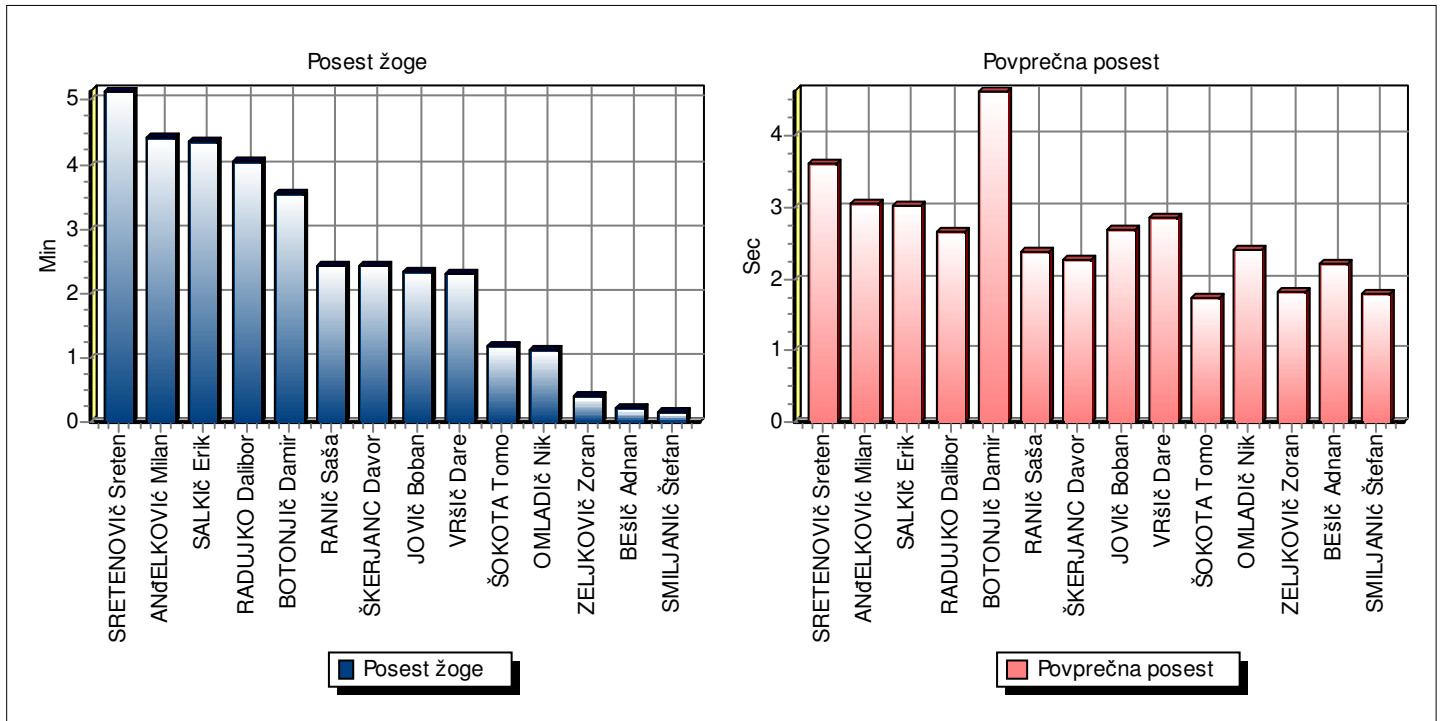 Posest žoge
Min
5
4
3
2
1
0
SRETENOVIč Sreten
ANđELKOVIč Milan
SALKIč Erik
RADUJKO Dalibor
BOTONJIč Damir
RANIč Saša
ŠKERJANC Davor
JOVIč Boban
VRšIč Dare
ŠOKOTA Tomo
OMLADIč Nik
ZELJKOVIč Zoran
BEšIč Adnan
SMILJANIč Štefan
Posest žoge
Povprečna posest
Sec
4
3
2
1
0
SRETENOVIč Sreten
ANđELKOVIč Milan
SALKIč Erik
RADUJKO Dalibor
BOTONJIč Damir
RANIč Saša
ŠKERJANC Davor
JOVIč Boban
VRšIč Dare
ŠOKOTA Tomo
OMLADIč Nik
ZELJKOVIč Zoran
BEšIč Adnan
SMILJANIč Štefan
Povprečna posest